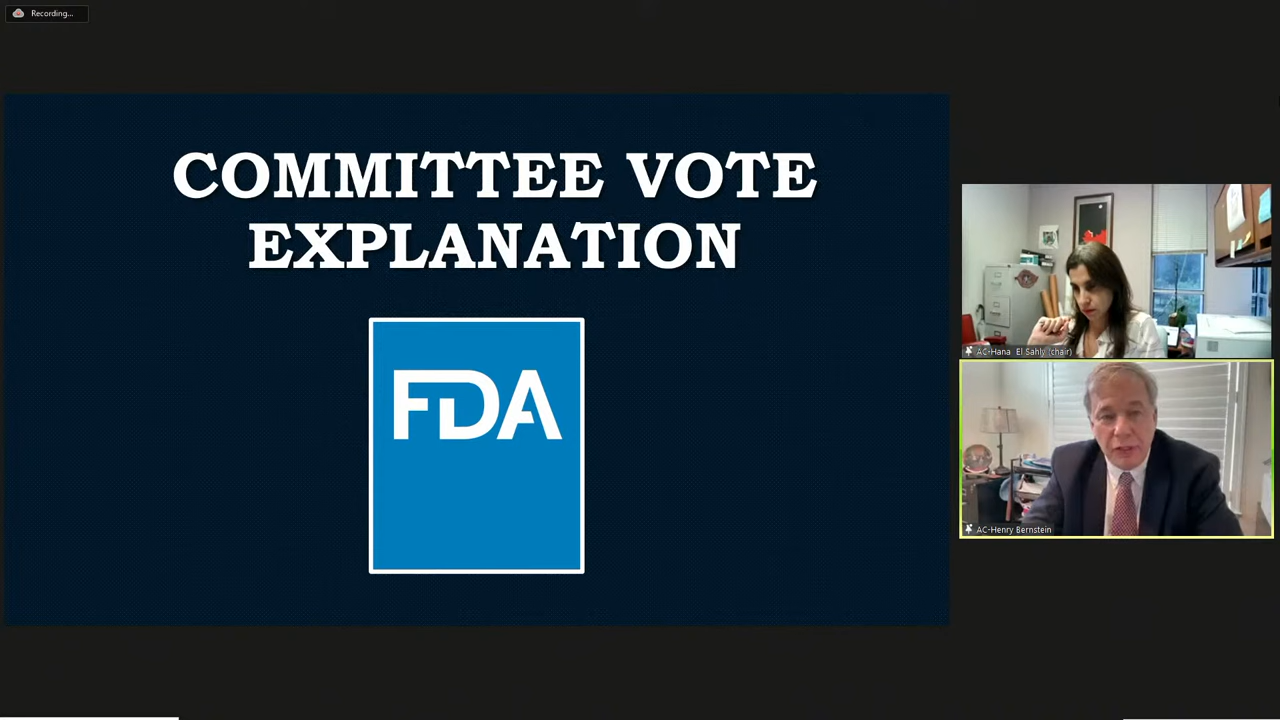 Recording...
COMMITTEE VOTE
EXPLANATION
FDA
AC-Hana El Sahly (chair)
AC-Henry Bernstein